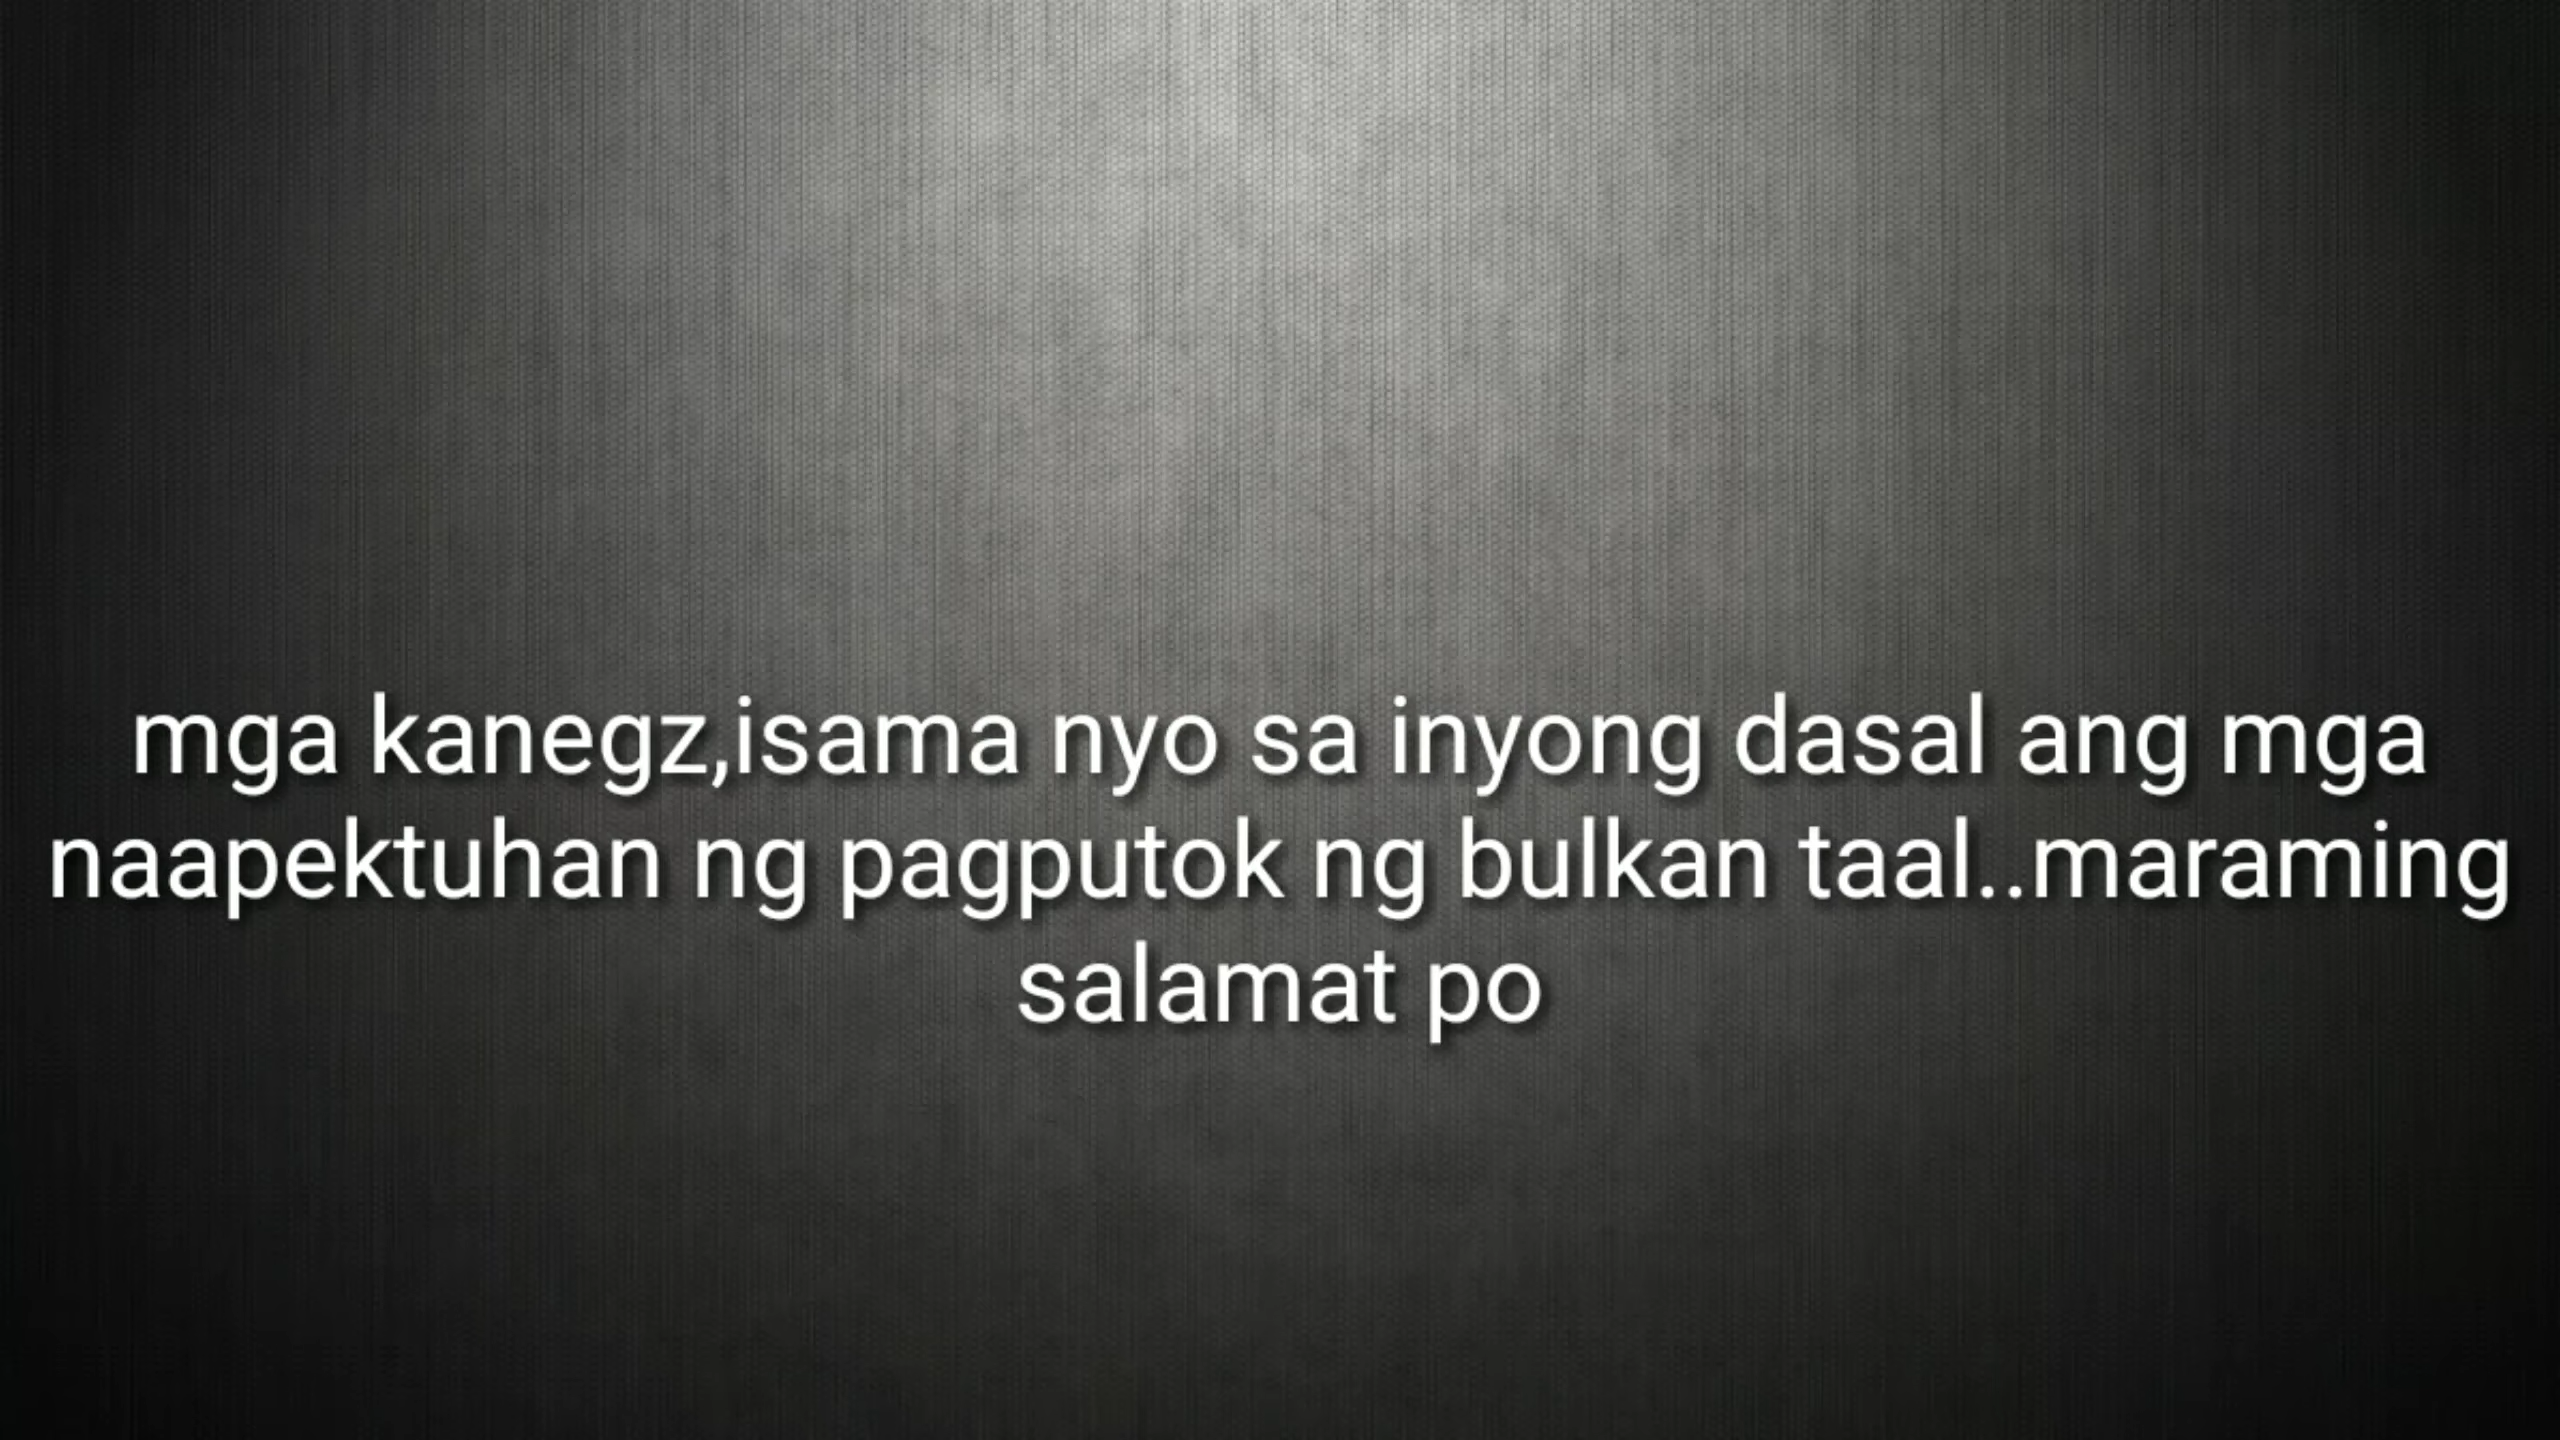 mga kanegz,isama nyo sa inyong dasal ang mga
naapektuhan ng pagputok ng bulkan taal..maraming
salamat po